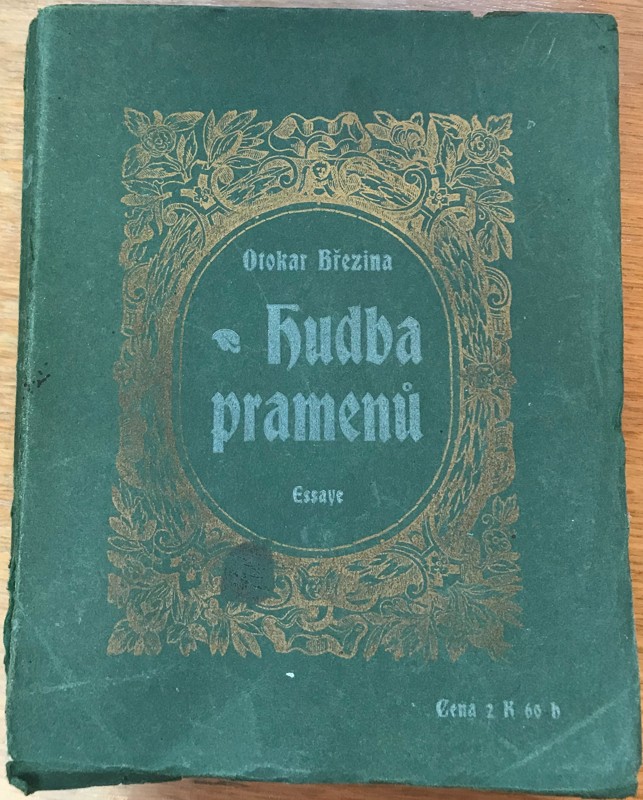 Otokar Březina
Hudba
pramenů
Essaye
Cena 2 K 60 h